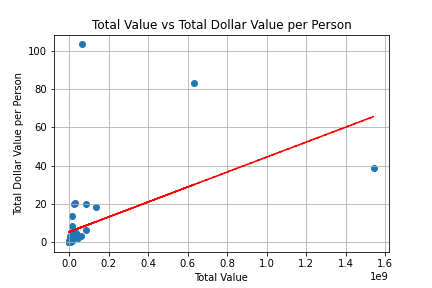 Total Value vs Total Dollar Value per Person
Total Dollar Value per Person
100
80
60
40
20
0
0.0 0.2 0.4 0.6 0.8 1.0 1.2 1.4 1.6
1e9
Total Value